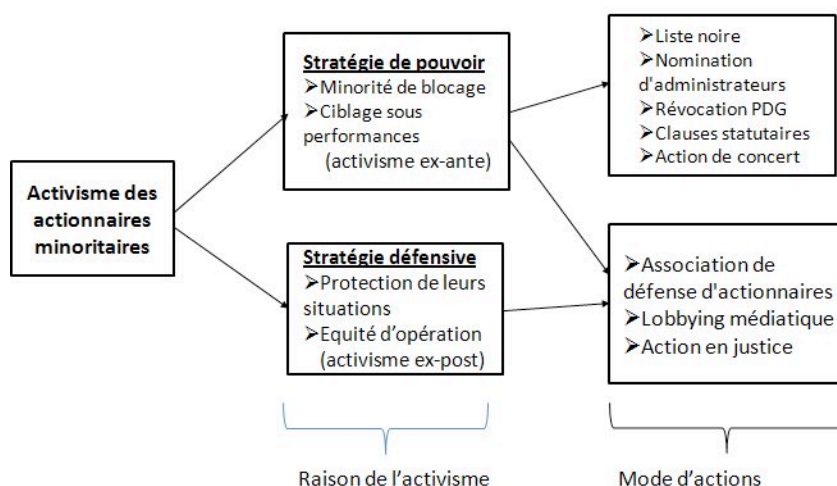 Activisme des
actionnaires
minoritaires
Stratégie de pouvoir
➢Minorité de blocage
➢Ciblage sous
performances
(activisme ex-ante)
Stratégie défensive
➢Protection de leurs
situations
➢Equité d’opération
(activisme ex-post)
➢Liste noire
➢Nomination
d'administrateurs
➢Révocation PDG
➢Clauses statutaires
➢Action de concert
➢Association de
défense d'actionnaires
➢Lobbying médiatique
➢Action en justice
Raison de l’activisme
Mode d’actions